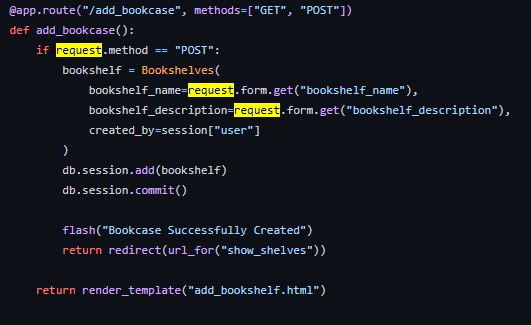 @app.route("/add_bookcase", methods=["GET", "POST"])
def add_bookcase():
    if request.method == "POST":
        bookshelf = Bookshelves(
            bookshelf_name=request.form.get("bookshelf_name"),
            bookshelf_description=request.form.get("bookshelf_description"),
            created_by=session["user"]
        )
        db.session.add(bookshelf)
        db.session.commit()

        flash("Bookcase Successfully Created")
        return redirect(url_for("show_shelves"))

    return render_template("add_bookshelf.html")